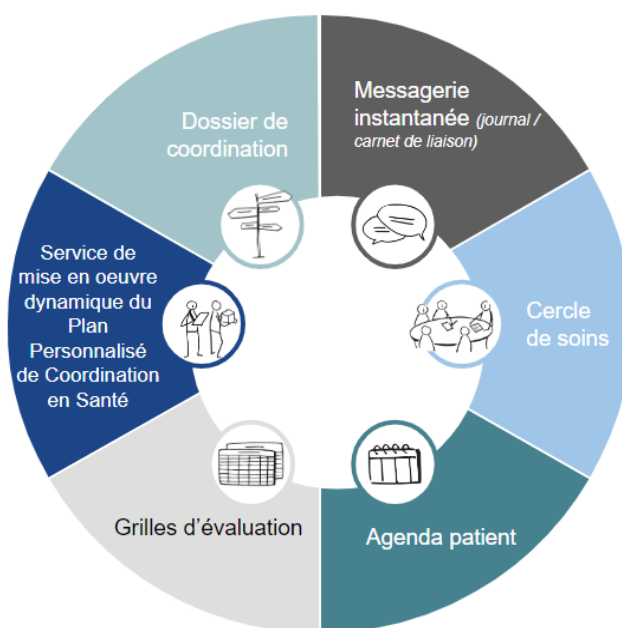 Dossier de
coordination
Messagerie
instantanée (journal /
carnet de liaison)
Service de
mise en oeuvre
dynamique du
Plan
Personnalisé
de Coordination
en Santé
Cercle
de soins
Grilles d'évaluation
Agenda patient